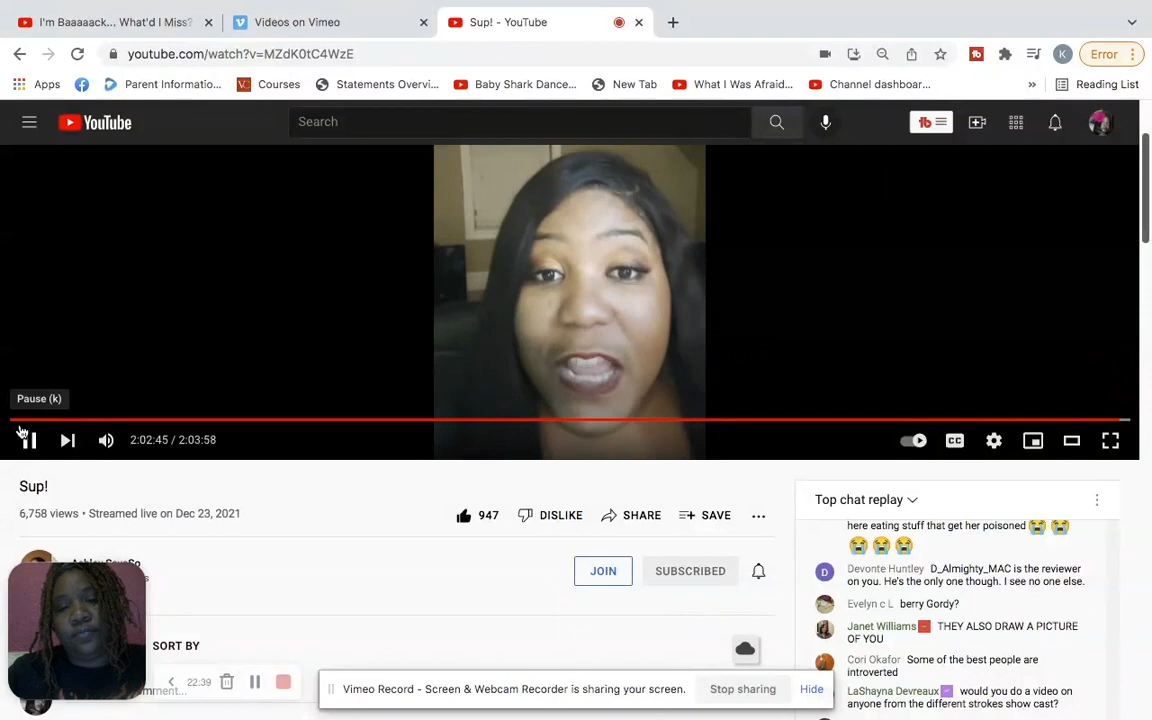 I'm Baaaaack... What'd I Miss?
Videos on Vimeo
Sup! - YouTube
youtube.com/watch?v=MZdK0tC4WzE
Error
Apps
Parent Informatio...
Courses
Statements Overvi...
Baby Shark Dance...
New Tab
What I Was Afraid...
Channel dashboar...
»
Reading List
YouTube
Search
tb
Pause (k)
2:02:45 / 2:03:58
CC
Sup!
6,758 views • Streamed live on Dec 23, 2021
947
DISLIKE
SHARE
SAVE
JOIN
SUBSCRIBED
SORT BY
22:39
Vimeo Record - Screen & Webcam Recorder is sharing your screen.
Stop sharing
Hide
Top chat replay
here eating stuff that get her poisoned
Devonte Huntley D_Almighty_MAC is the reviewer
on you. He's the only one though. I see no one else.
Evelyn c L berry Gordy?
Janet Williams THEY ALSO DRAW A PICTURE
OF YOU
Cori Okafor Some of the best people are
introverted
LaShayna Devreaux would you do a video on
anyone from the different strokes show cast?